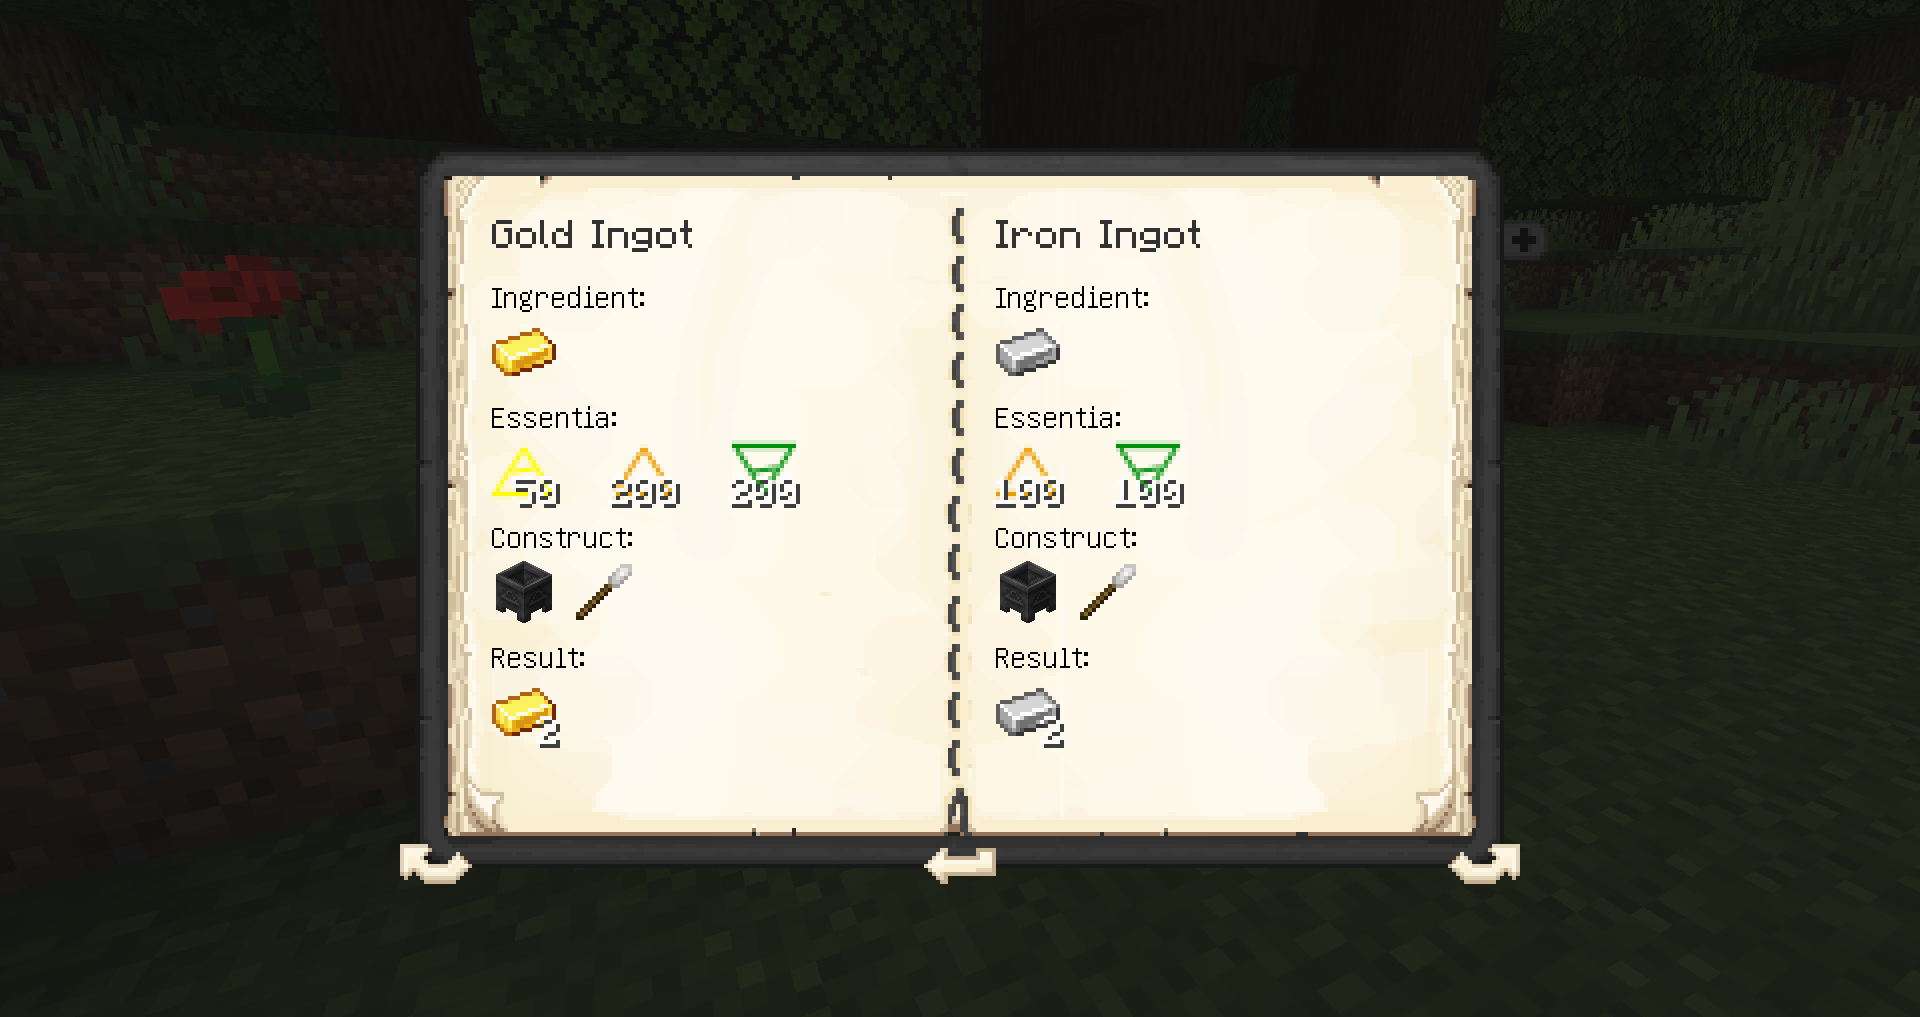 Gold Ingot
Ingredient:
Essentia:
50 200 200
Construct:
Result:
2
Iron Ingot
Ingredient:
Essentia:
100 100
Construct:
Result:
2